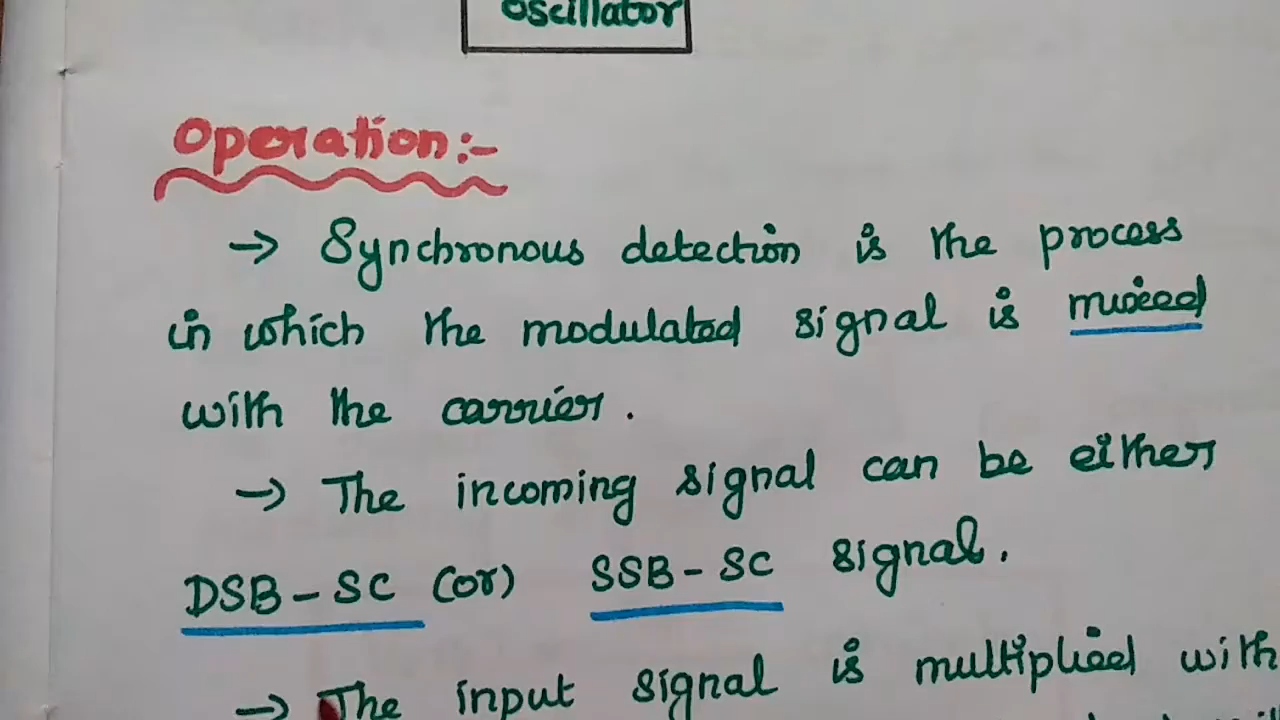 Oscillator
Operation:-
→ Synchronous detection is the process
in which the modulated signal is mixed
with the carrier.
→ The incoming signal can be either
DSB-SC (or) SSB-SC signal.
→ The input signal is multiplied with